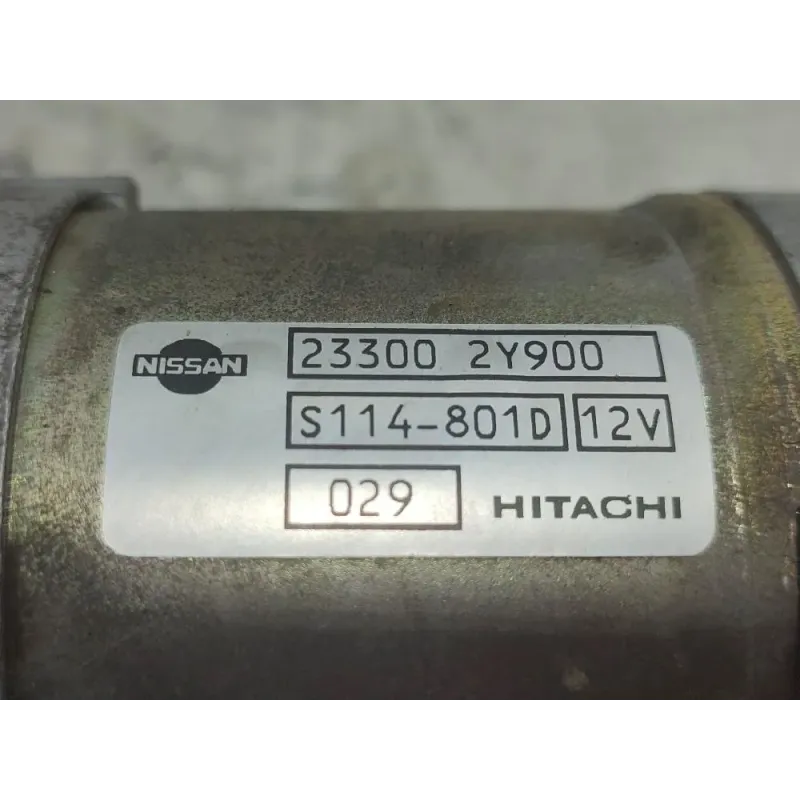 NISSAN 23300 2Y900
S114-801D 12V
029 HITACHI